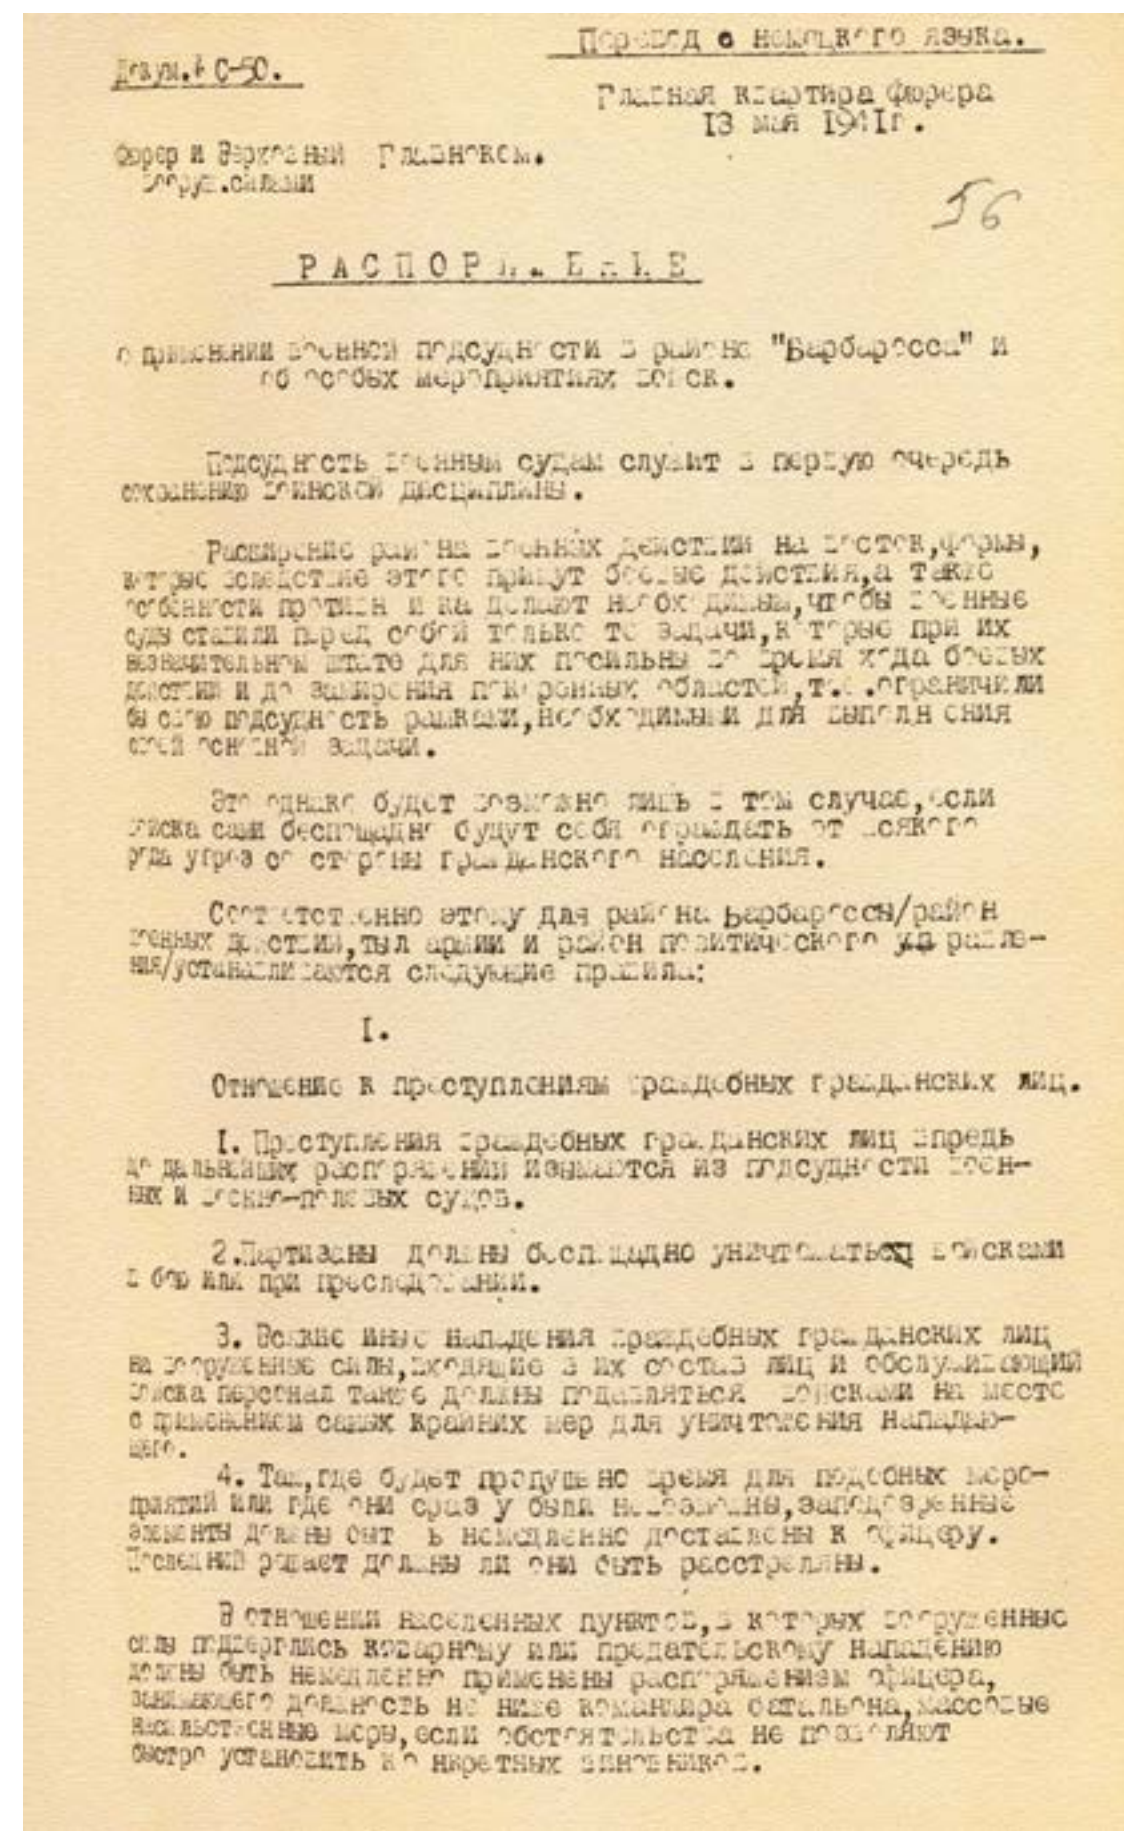 Перевод с немецкого языка.
Докум.№ С-50.
Главная квартира Фюрера
13 мая 1941г.
Фюрер и Верховный Главноком.
вооруж.силами
56
РАСПОРЯЖЕНИЕ
о применении военной подсудности в районе "Барбаросса" и
об особых мероприятиях войск.
Подсудность военным судам служит в первую очередь
сохранению воинской дисциплины.
Расширение района военных действий на восток,формы,
которые вследствие этого примут боевые действия,а также
особенности противника делают необходимым,чтобы военные
суды ставили перед собой только те задачи,которые при их
незначительном штате для них посильны во время хода боевых
действий и до замирения покоренных областей,т.е.ограничили
бы свою подсудность рамками,необходимыми для выполнения
своей основной задачи.
Это однако будет возможно лишь в том случае,если
войска сами беспощадно будут себя ограждать от всякого
рода угроз со стороны гражданского населения.
Соответственно этому для района Барбароссы/район
военных действий,тыл армии и район политического управле-
ния/устанавливаются следующие правила:
I.
Отношение к преступлениям враждебных гражданских лиц.
I. Преступления враждебных гражданских лиц впредь
до дальнейших распоряжений изымаются из подсудности воен-
ных и военно-полевых судов.
2.Партизаны должны беспощадно уничтожаться войсками
в бою или при преследовании.
3. Всякие иные нападения враждебных гражданских лиц
на вооруженные силы,входящие в их состав лиц и обслуживающий
войска персонал также должны подавляться войсками на месте
с применением самых крайних мер для уничтожения нападаю-
щего.
4. Там,где будет пропущено время для подобных меро-
приятий или где они сразу были невозможны,заподозренные
элементы должны быть немедленно доставлены к офицеру.
Последний решает должны ли они быть расстреляны.
В отношении населенных пунктов,в которых вооруженные
силы подверглись коварному или предательскому нападению
должны быть немедленно применены распоряжением офицера,
занимающего должность не ниже командира батальона,массовые
насильственные меры,если обстоятельства не позволяют
быстро установить конкретных виновников.